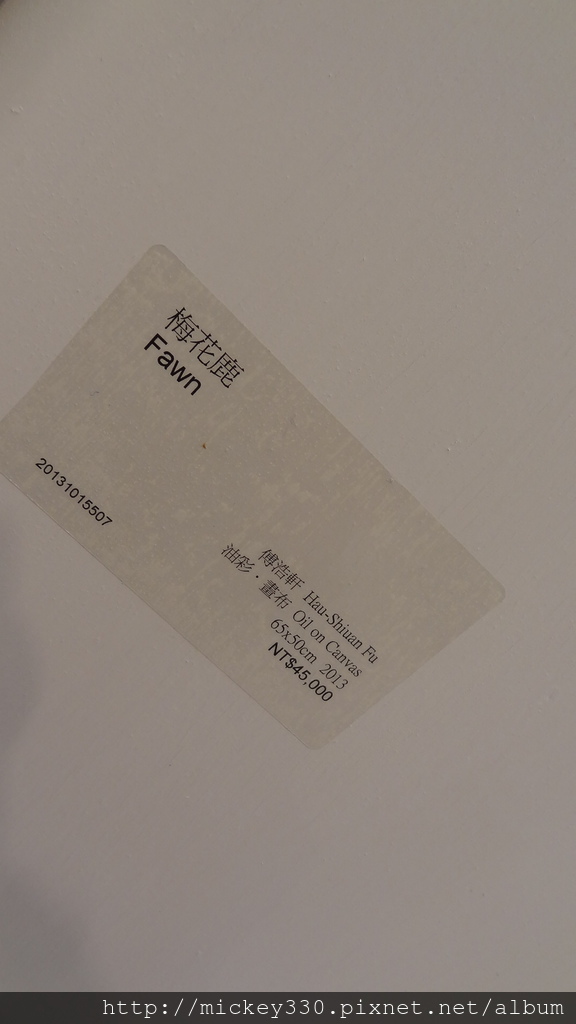 梅花鹿
Fawn
20131015507
傅浩軒 Hau-Shiuan Fu
油彩．畫布 Oil on Canvas
65x50cm 2013
NT$45,000
http://mickey330.pixnet.net/album